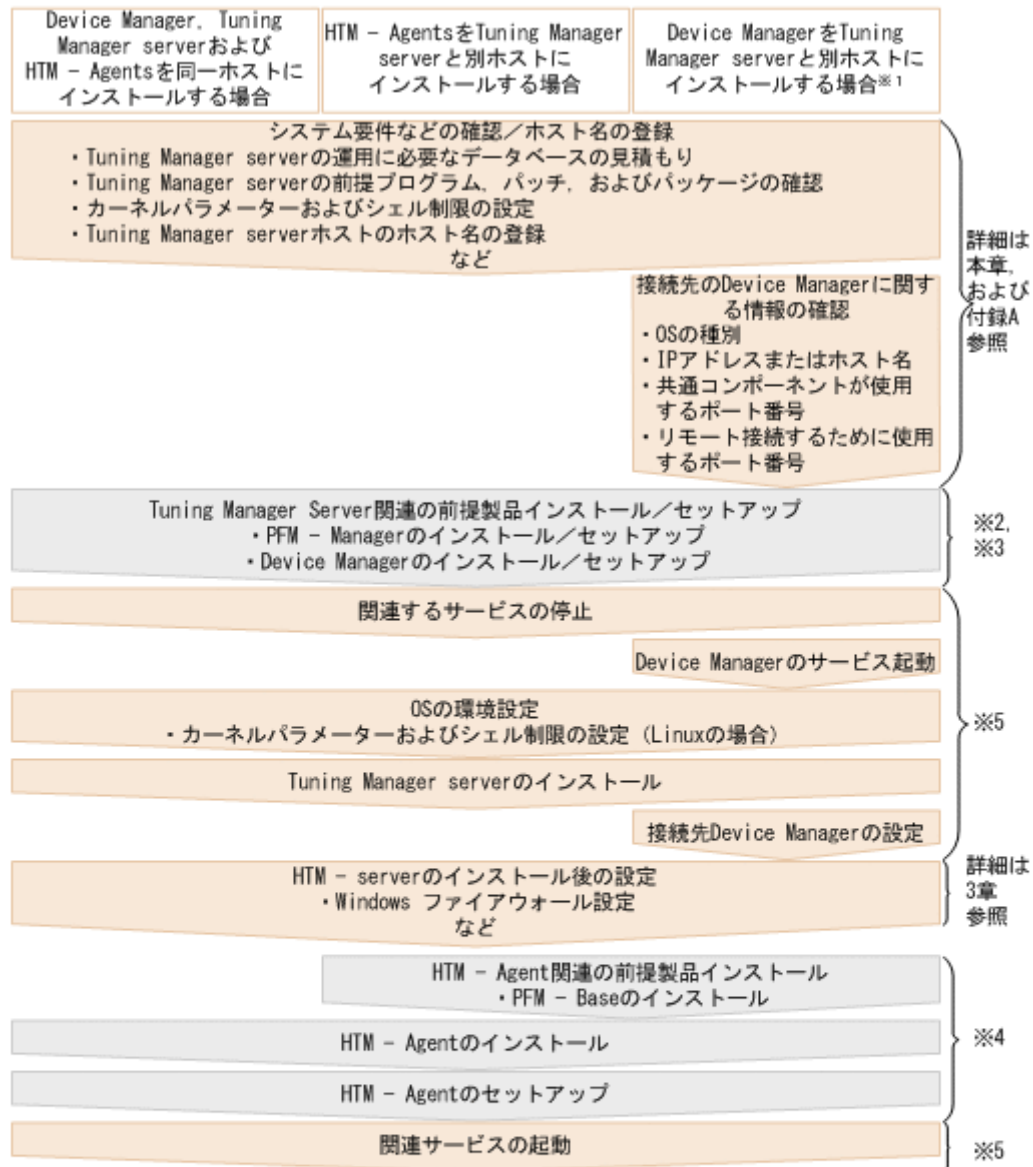 Device Manager, Tuning
Manager serverおよび
HTM - Agentsを同一ホストに
インストールする場合
HTM - AgentsをTuning Manager
serverと別ホストに
インストールする場合
Device ManagerをTuning
Manager serverと別ホストに
インストールする場合※1
システム要件などの確認／ホスト名の登録
・Tuning Manager serverの運用に必要なデータベースの見積もり
・Tuning Manager serverの前提プログラム，パッチ，およびパッケージの確認
・カーネルパラメーターおよびシェル制限の設定
・Tuning Manager serverホストのホスト名の登録
など
接続先のDevice Managerに関す
る情報の確認
・OSの種別
・IPアドレスまたはホスト名
・共通コンポーネントが使用
するポート番号
・リモート接続するために使用
するポート番号
詳細は
本章，
および
付録A
参照
Tuning Manager Server関連の前提製品インストール／セットアップ
・PFM - Managerのインストール／セットアップ
・Device Managerのインストール／セットアップ
※2，
※3
関連するサービスの停止
Device Managerのサービス起動
OSの環境設定
・カーネルパラメーターおよびシェル制限の設定（Linuxの場合）
※5
Tuning Manager serverのインストール
接続先Device Managerの設定
HTM - serverのインストール後の設定
・Windows ファイアウォール設定
など
詳細は
3章
参照
HTM - Agent関連の前提製品インストール
・PFM - Baseのインストール
HTM - Agentのインストール
※4
HTM - Agentのセットアップ
関連サービスの起動
※5